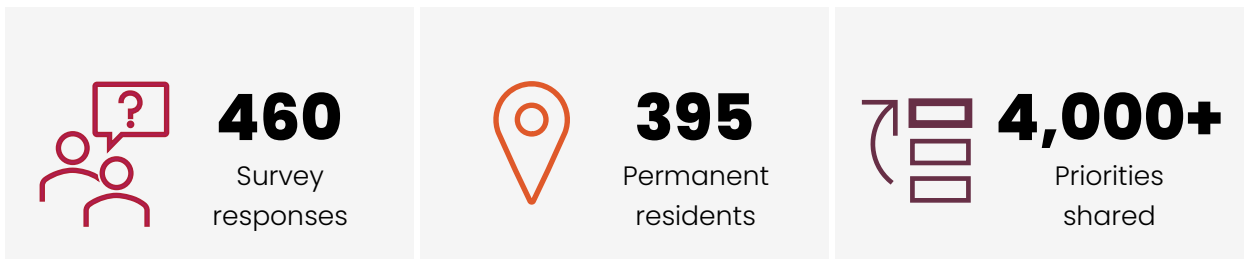 ?
460
Survey
responses
395
Permanent
residents
4,000+
Priorities
shared